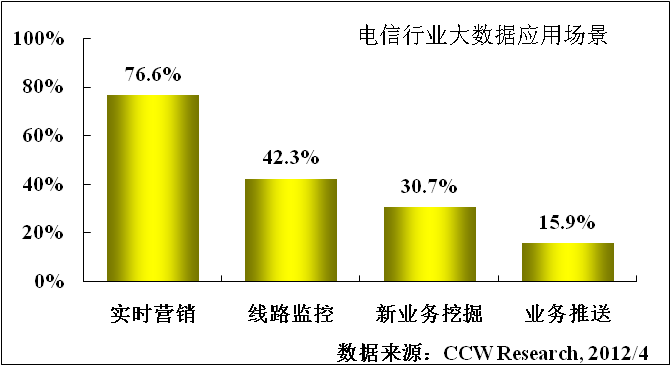 电信行业大数据应用场景
100%
80%
60%
40%
20%
0%
76.6%
42.3%
30.7%
15.9%
实时营销
线路监控
新业务挖掘
业务推送
数据来源：CCW Research, 2012/4